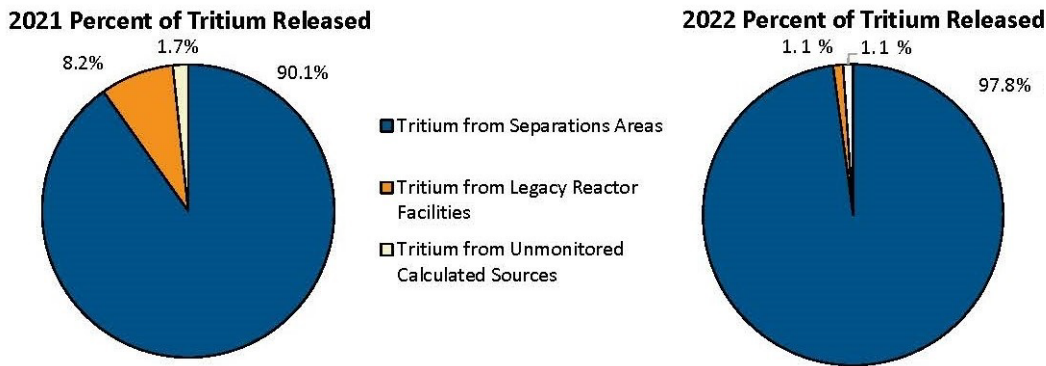 2021 Percent of Tritium Released
1.7%
8.2%
90.1%
Tritium from Separations Areas
Tritium from Legacy Reactor
Facilities
Tritium from Unmonitored
Calculated Sources
2022 Percent of Tritium Released
1.1 %
1.1 %
97.8%